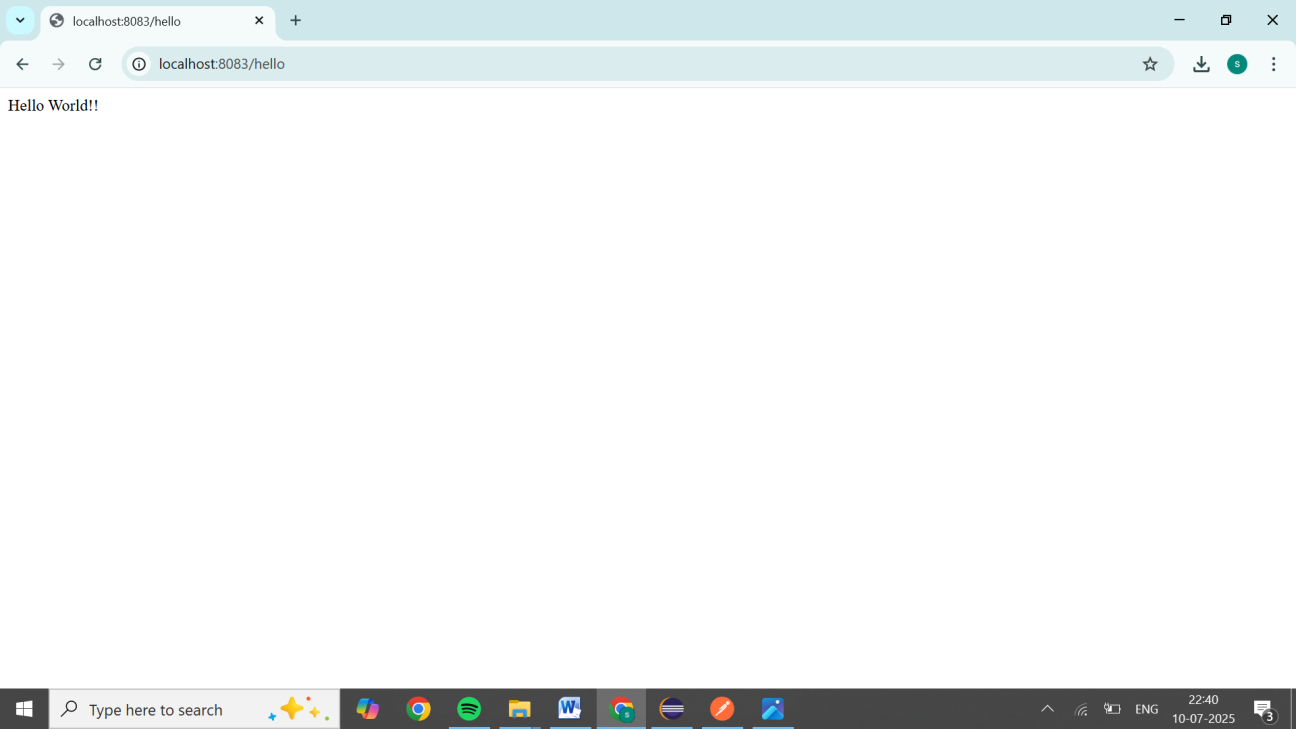 localhost:8083/hello
localhost:8083/hello
S
Hello World!!
Type here to search
W
S
ENG
22:40
10-07-2025
3